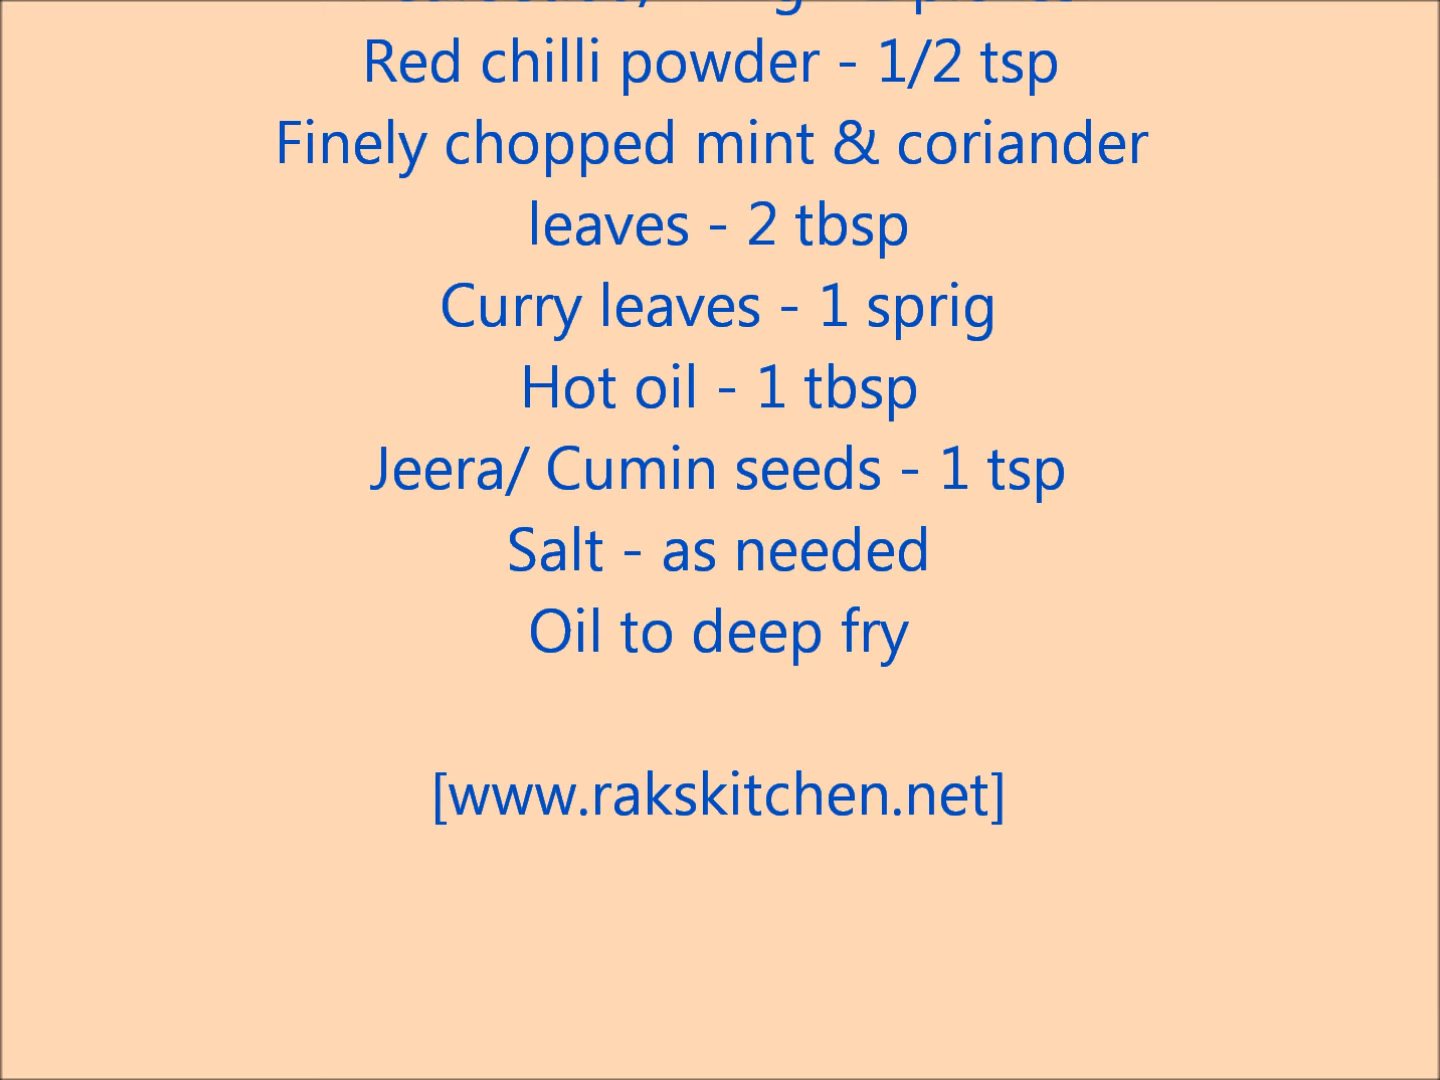 Red chilli powder - 1/2 tsp
Finely chopped mint & coriander
leaves - 2 tbsp
Curry leaves - 1 sprig
Hot oil - 1 tbsp
Jeera/ Cumin seeds - 1 tsp
Salt - as needed
Oil to deep fry
[www.rakskitchen.net]